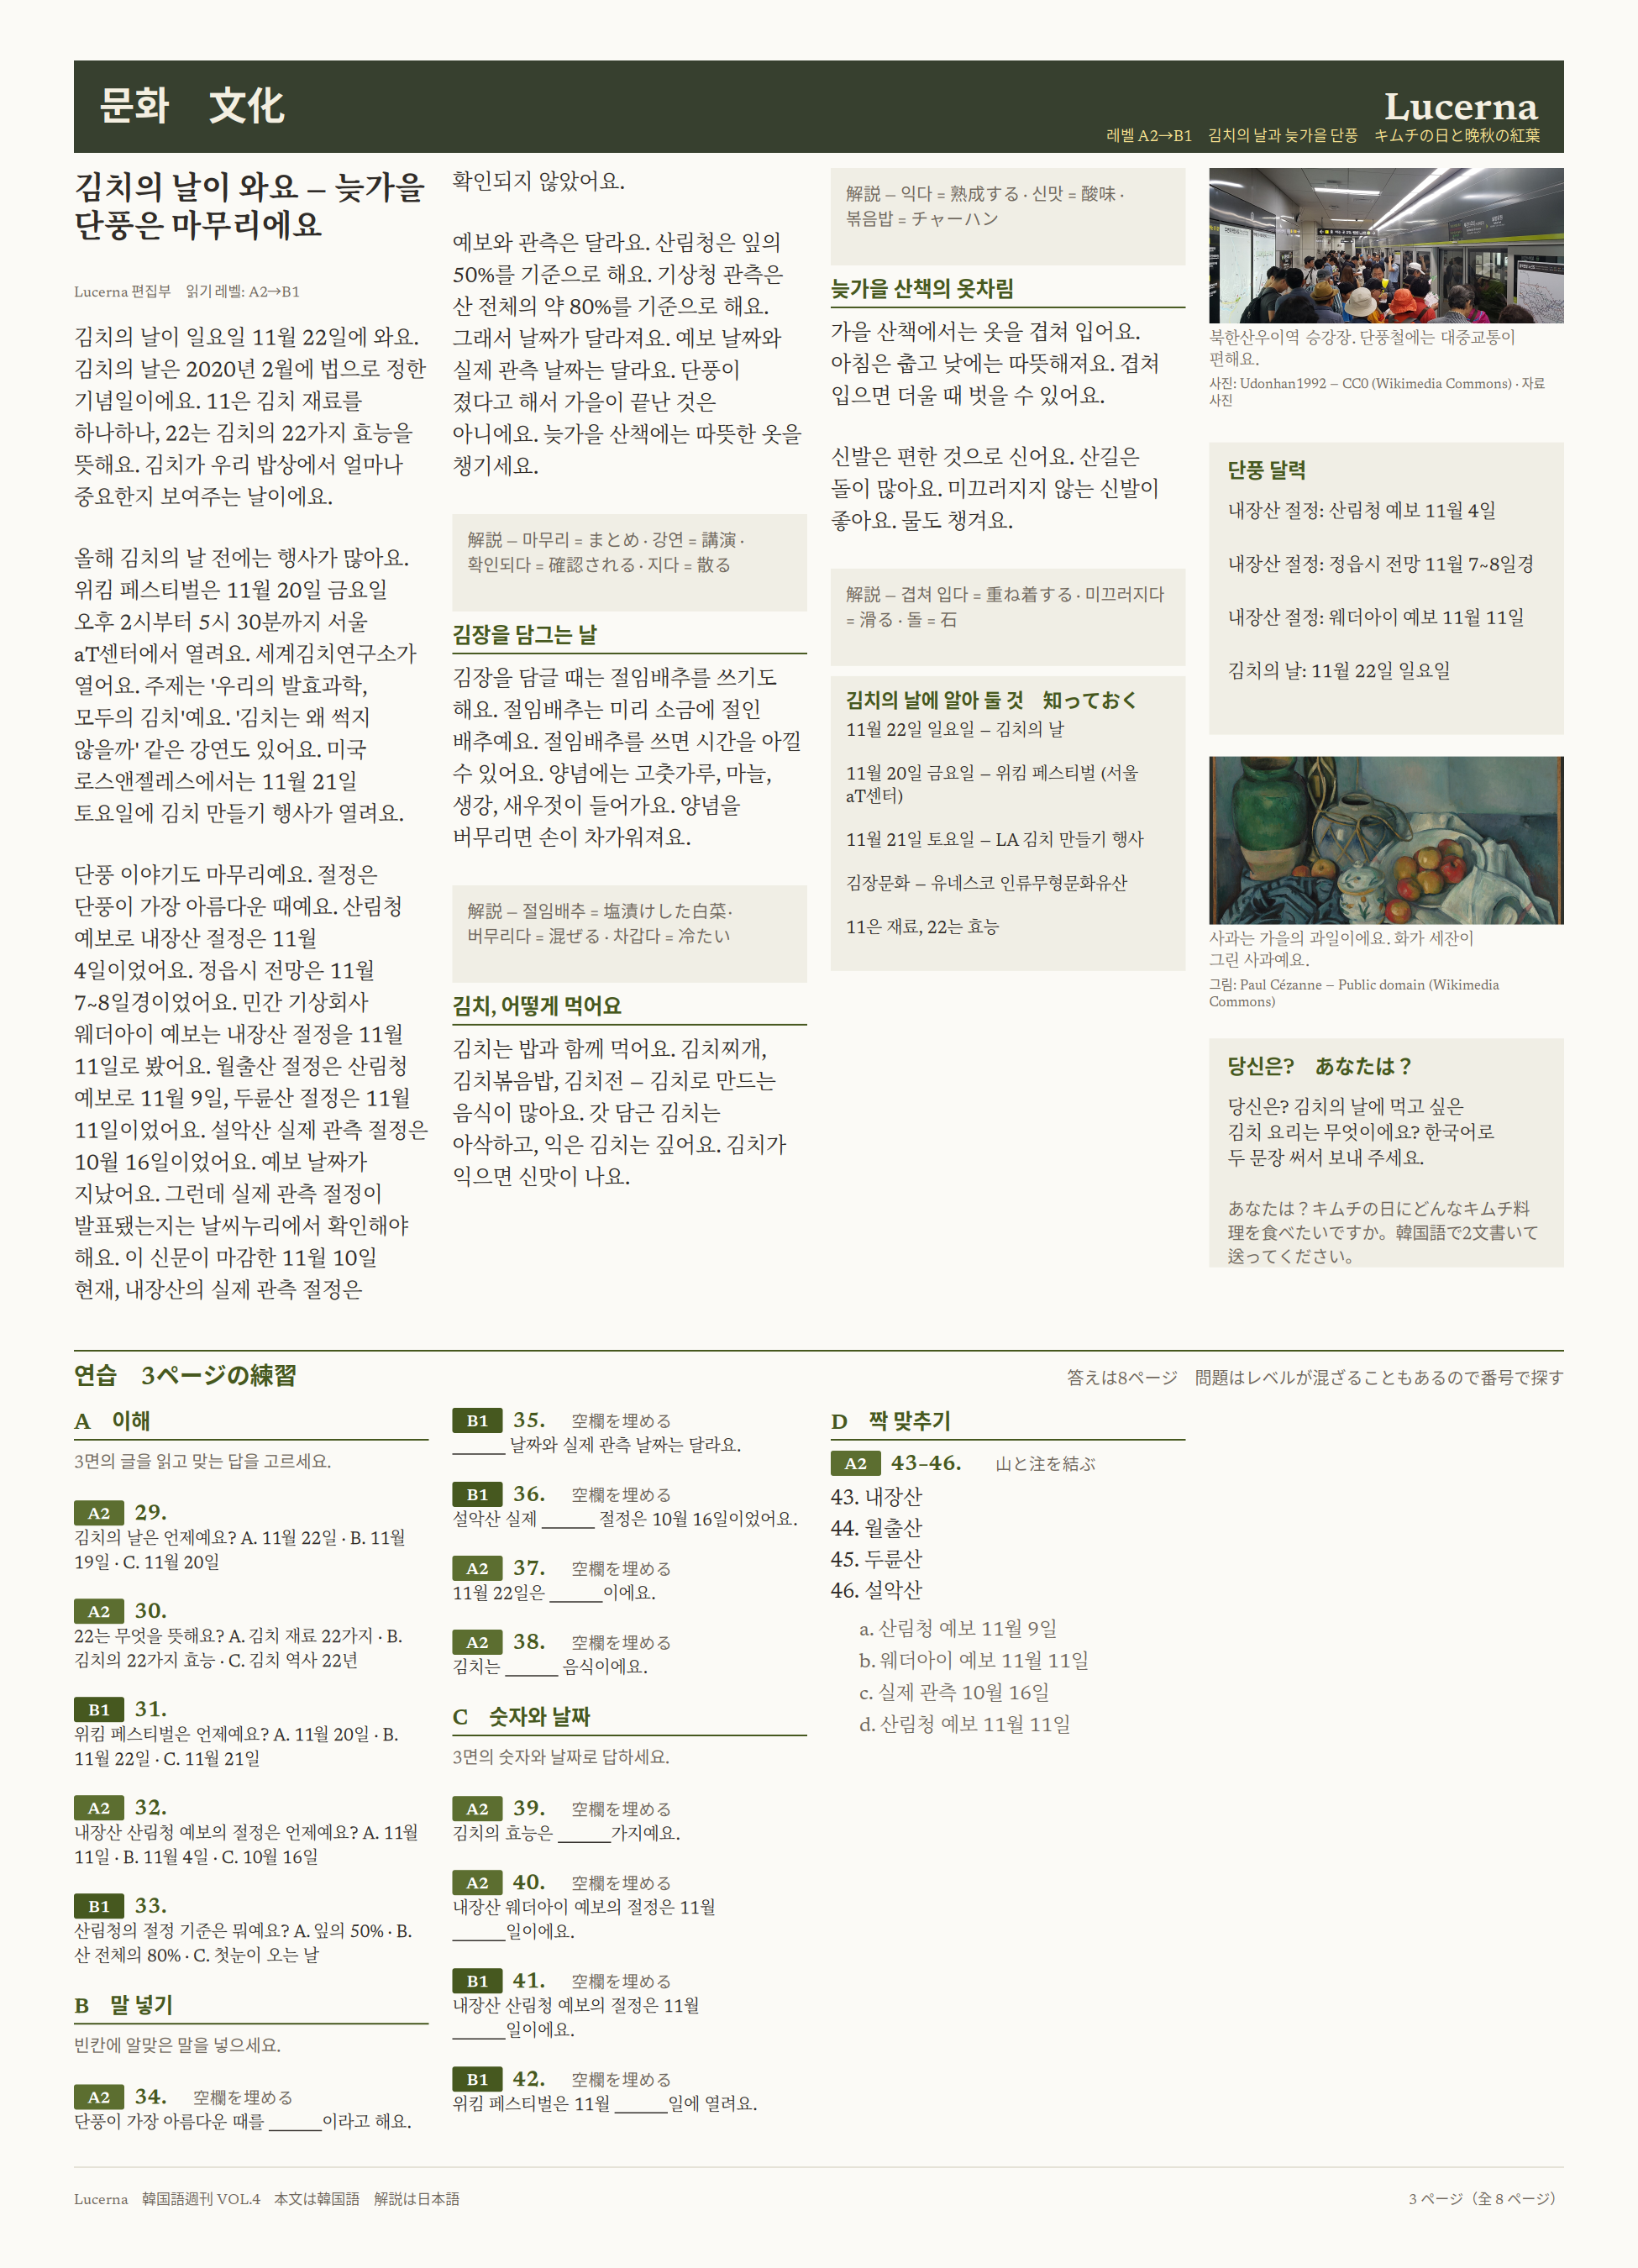 문화　文化
Lucerna
레벨 A2→B1　김치의 날과 늦가을 단풍　キムチの日と晩秋の紅葉
김치의 날이 와요 – 늦가을
단풍은 마무리에요
Lucerna 편집부　읽기 레벨: A2→B1
김치의 날이 일요일 11월 22일에 와요.
김치의 날은 2020년 2월에 법으로 정한
기념일이에요. 11은 김치 재료를
하나하나, 22는 김치의 22가지 효능을
뜻해요. 김치가 우리 밥상에서 얼마나
중요한지 보여주는 날이에요.
올해 김치의 날 전에는 행사가 많아요.
위킴 페스티벌은 11월 20일 금요일
오후 2시부터 5시 30분까지 서울
aT센터에서 열려요. 세계김치연구소가
열어요. 주제는 '우리의 발효과학,
모두의 김치'예요. '김치는 왜 썩지
않을까' 같은 강연도 있어요. 미국
로스앤젤레스에서는 11월 21일
토요일에 김치 만들기 행사가 열려요.
단풍 이야기도 마무리예요. 절정은
단풍이 가장 아름다운 때예요. 산림청
예보로 내장산 절정은 11월
4일이었어요. 정읍시 전망은 11월
7~8일경이었어요. 민간 기상회사
웨더아이 예보는 내장산 절정을 11월
11일로 봤어요. 월출산 절정은 산림청
예보로 11월 9일, 두륜산 절정은 11월
11일이었어요. 설악산 실제 관측 절정은
10월 16일이었어요. 예보 날짜가
지났어요. 그런데 실제 관측 절정이
발표됐는지는 날씨누리에서 확인해야
해요. 이 신문이 마감한 11월 10일
현재, 내장산의 실제 관측 절정은
확인되지 않았어요.
예보와 관측은 달라요. 산림청은 잎의
50%를 기준으로 해요. 기상청 관측은
산 전체의 약 80%를 기준으로 해요.
그래서 날짜가 달라져요. 예보 날짜와
실제 관측 날짜는 달라요. 단풍이
졌다고 해서 가을이 끝난 것은
아니에요. 늦가을 산책에는 따뜻한 옷을
챙기세요.
解説 – 마무리 = まとめ · 강연 = 講演 ·
확인되다 = 確認される · 지다 = 散る
김장을 담그는 날
김장을 담글 때는 절임배추를 쓰기도
해요. 절임배추는 미리 소금에 절인
배추예요. 절임배추를 쓰면 시간을 아낄
수 있어요. 양념에는 고춧가루, 마늘,
생강, 새우젓이 들어가요. 양념을
버무리면 손이 차가워져요.
解説 – 절임배추 = 塩漬けした白菜 ·
버무리다 = 混ぜる · 차갑다 = 冷たい
김치, 어떻게 먹어요
김치는 밥과 함께 먹어요. 김치찌개,
김치볶음밥, 김치전 – 김치로 만드는
음식이 많아요. 갓 담근 김치는
아삭하고, 익은 김치는 깊어요. 김치가
익으면 신맛이 나요.
解説 – 익다 = 熟成する · 신맛 = 酸味 ·
볶음밥 = チャーハン
늦가을 산책의 옷차림
가을 산책에서는 옷을 겹쳐 입어요.
아침은 춥고 낮에는 따뜻해져요. 겹쳐
입으면 더울 때 벗을 수 있어요.
신발은 편한 것으로 신어요. 산길은
돌이 많아요. 미끄러지지 않는 신발이
좋아요. 물도 챙겨요.
解説 – 겹쳐 입다 = 重ね着する · 미끄러지다
= 滑る · 돌 = 石
김치의 날에 알아 둘 것　知っておく
11월 22일 일요일 – 김치의 날
11월 20일 금요일 – 위킴 페스티벌 (서울
aT센터)
11월 21일 토요일 – LA 김치 만들기 행사
김장문화 – 유네스코 인류무형문화유산
11은 재료, 22는 효능
북한산우이역 승강장. 단풍철에는 대중교통이
편해요.
사진: Udonhan1992 – CC0 (Wikimedia Commons) · 자료
사진
단풍 달력
내장산 절정: 산림청 예보 11월 4일
내장산 절정: 정읍시 전망 11월 7~8일경
내장산 절정: 웨더아이 예보 11월 11일
김치의 날: 11월 22일 일요일
사과는 가을의 과일이에요. 화가 세잔이
그린 사과예요.
그림: Paul Cézanne – Public domain (Wikimedia
Commons)
당신은?　あなたは？
당신은? 김치의 날에 먹고 싶은
김치 요리는 무엇이에요? 한국어로
두 문장 써서 보내 주세요.
あなたは？キムチの日にどんなキムチ料
理を食べたいですか。韓国語で2文書いて
送ってください。
연습　3ページの練習
答えは8ページ　問題はレベルが混ざることもあるので番号で探す
A　이해
3면의 글을 읽고 맞는 답을 고르세요.
A2 29.
김치의 날은 언제예요? A. 11월 22일 · B. 11월
19일 · C. 11월 20일
A2 30.
22는 무엇을 뜻해요? A. 김치 재료 22가지 · B.
김치의 22가지 효능 · C. 김치 역사 22년
B1 31.
위킴 페스티벌은 언제예요? A. 11월 20일 · B.
11월 22일 · C. 11월 21일
A2 32.
내장산 산림청 예보의 절정은 언제예요? A. 11월
11일 · B. 11월 4일 · C. 10월 16일
B1 33.
산림청의 절정 기준은 뭐예요? A. 잎의 50% · B.
산 전체의 80% · C. 첫눈이 오는 날
B　말 넣기
빈칸에 알맞은 말을 넣으세요.
A2 34.　空欄を埋める
단풍이 가장 아름다운 때를 ______이라고 해요.
B1 35.　空欄を埋める
______ 날짜와 실제 관측 날짜는 달라요.
B1 36.　空欄を埋める
설악산 실제 ______ 절정은 10월 16일이었어요.
A2 37.　空欄を埋める
11월 22일은 ______이에요.
A2 38.　空欄を埋める
김치는 ______ 음식이에요.
C　숫자와 날짜
3면의 숫자와 날짜로 답하세요.
A2 39.　空欄を埋める
김치의 효능은 ______가지예요.
A2 40.　空欄を埋める
내장산 웨더아이 예보의 절정은 11월
______일이에요.
B1 41.　空欄を埋める
내장산 산림청 예보의 절정은 11월
______일이에요.
B1 42.　空欄を埋める
위킴 페스티벌은 11월 ______일에 열려요.
D　짝 맞추기
A2 43–46.　山と注を結ぶ
43. 내장산
44. 월출산
45. 두륜산
46. 설악산
a. 산림청 예보 11월 9일
b. 웨더아이 예보 11월 11일
c. 실제 관측 10월 16일
d. 산림청 예보 11월 11일
Lucerna　韓国語週刊 VOL.4　本文は韓国語　解説は日本語
3 ページ（全 8 ページ）